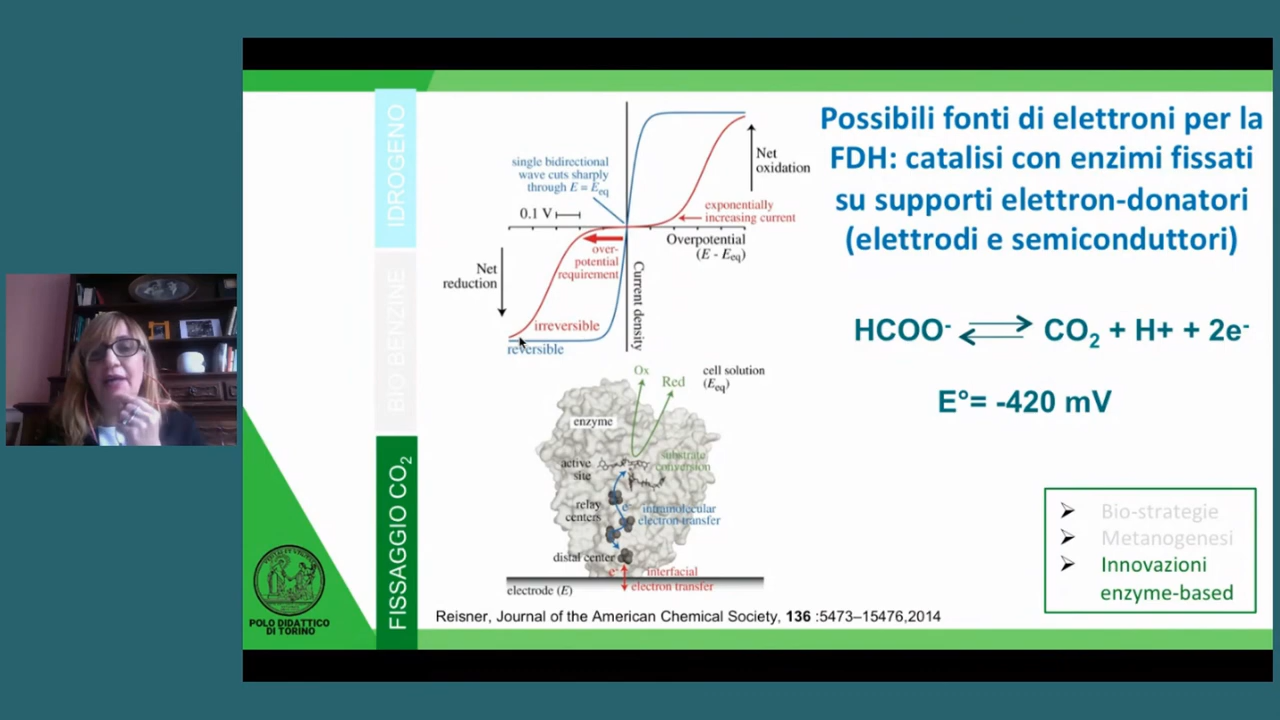 IDROGENO
BIO BENZINE
FISSAGGIO CO₂
POLO DIDATTICO
DI TORINO
single bidirectional
wave cuts sharply
through E = Eeq
0.1 V
Net
oxidation
exponentially
increasing current
Overpotential
(E - Eeq)
over-
potential
requirement
Net
reduction
Current density
irreversible
reversible
Ox
Red
cell solution
(Eeq)
enzyme
active
site
substrate
conversion
relay
centers
e⁻
intramolecular
electron transfer
distal center
e⁻
interfacial
electron transfer
electrode (E)
Reisner, Journal of the American Chemical Society, 136 :5473–15476,2014
Possibili fonti di elettroni per la
FDH: catalisi con enzimi fissati
su supporti elettron-donatori
(elettrodi e semiconduttori)
HCOO⁻ ⇌ CO₂ + H+ + 2e⁻
E°= -420 mV
➢ Bio-strategie
➢ Metanogenesi
➢ Innovazioni
enzyme-based